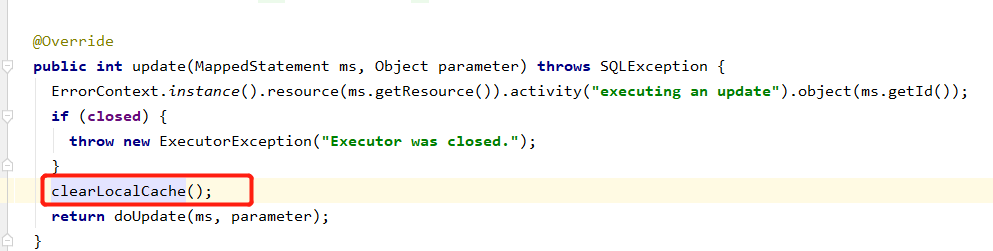 @Override
public int update(MappedStatement ms, Object parameter) throws SQLException {
ErrorContext.instance().resource(ms.getResource()).activity("executing an update").object(ms.getId());
if (closed) {
throw new ExecutorException("Executor was closed.");
}
clearLocalCache();
return doUpdate(ms, parameter);
}